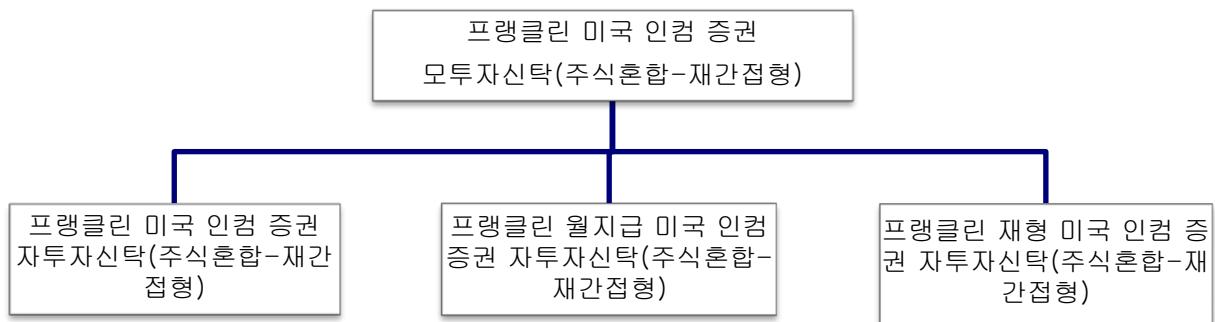 프랭클린 미국 인컴 증권
모투자신탁(주식혼합-재간접형)
프랭클린 미국 인컴 증권
자투자신탁(주식혼합-재간
접형)
프랭클린 월지급 미국 인컴
증권 자투자신탁(주식혼합-
재간접형)
프랭클린 재형 미국 인컴 증
권 자투자신탁(주식혼합-재
간접형)